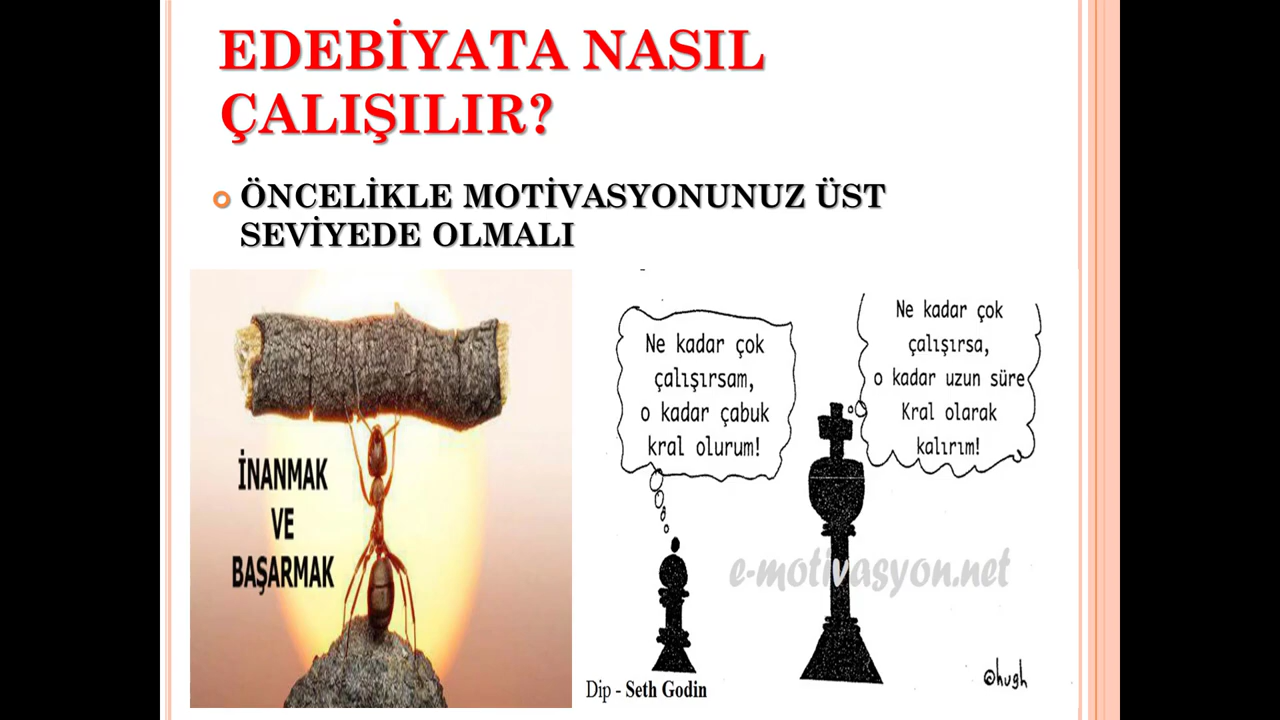 EDEBİYATA NASIL
ÇALIŞILIR?
ÖNCELİKLE MOTİVASYONUNUZ ÜST
SEVİYEDE OLMALI
İNANMAK
VE
BAŞARMAK
Ne kadar çok
çalışırsam,
o kadar çabuk
kral olurum!
Ne kadar çok
çalışırsa,
o kadar uzun süre
Kral olarak
kalırım!
e-motivasyon.net
Dip - Seth Godin
@hugh